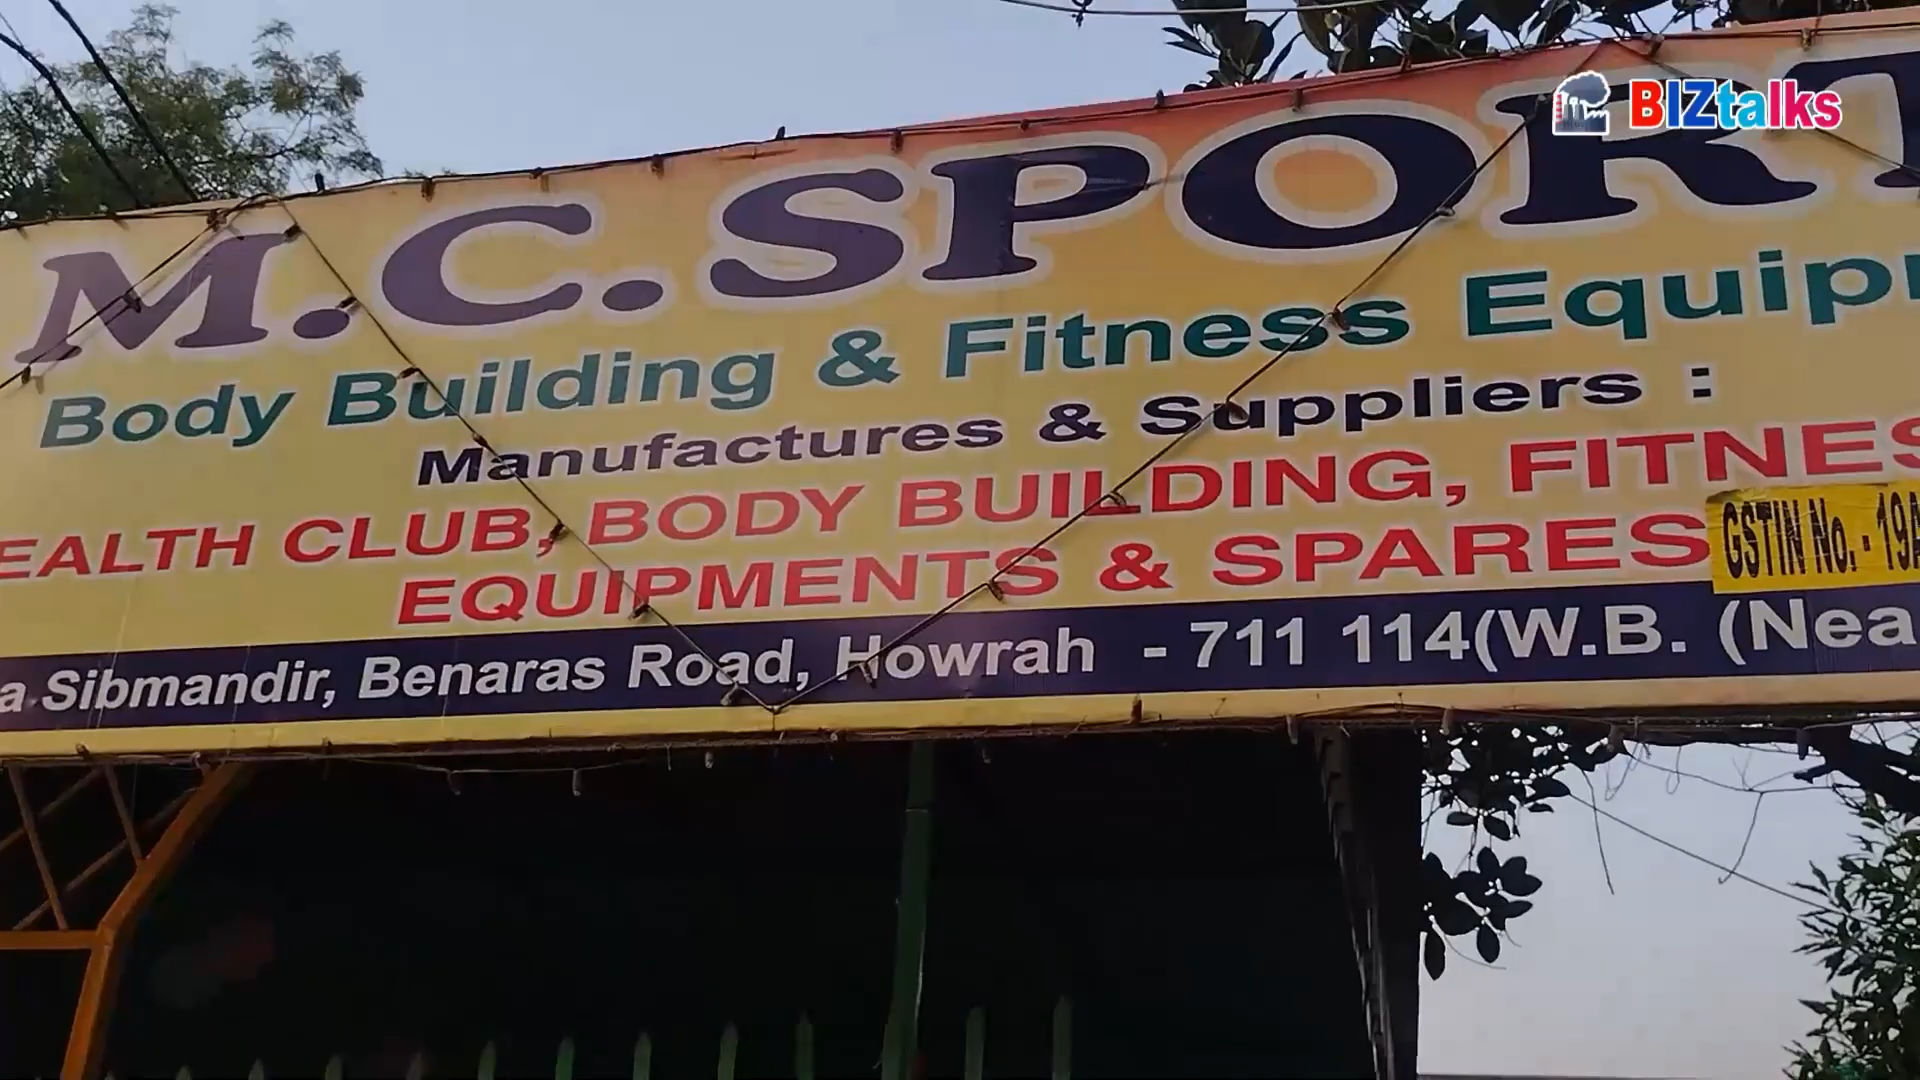 BIZtalks
M.C. SPORT
Body Building & Fitness Equip
Manufactures & Suppliers :
EALTH CLUB, BODY BUILDING, FITNES
EQUIPMENTS & SPARES
GSTIN No. - 19A
a Sibmandir, Benaras Road, Howrah - 711 114(W.B. (Nea